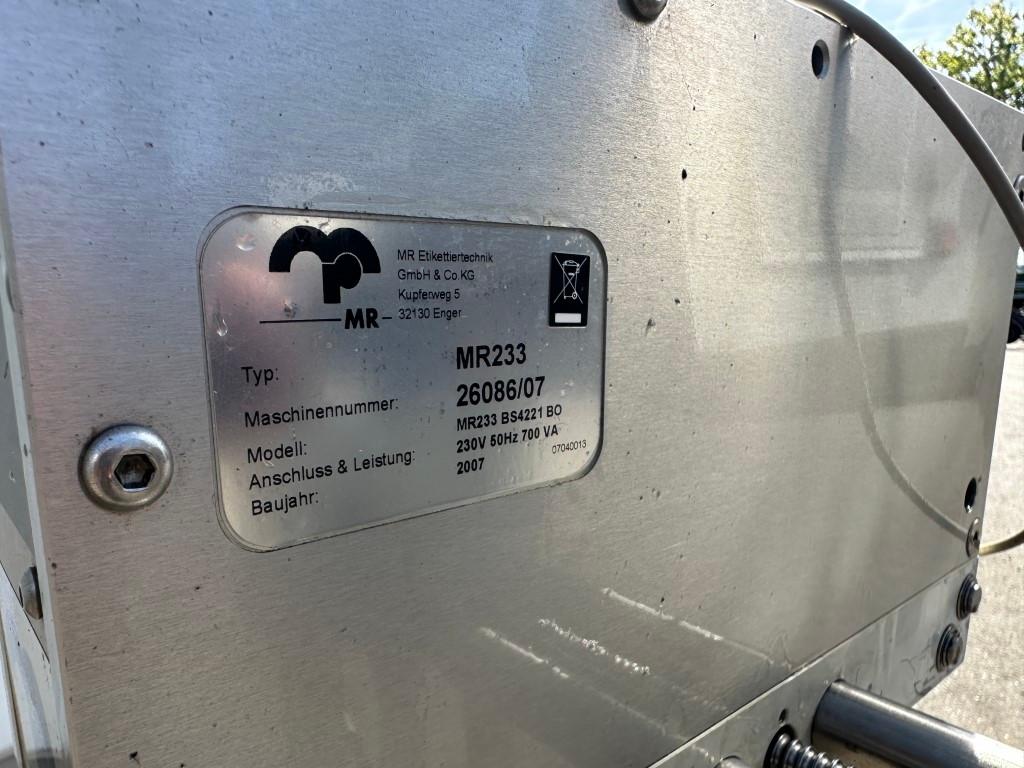 MR Etikettiertechnik
GmbH & Co.KG
Kupferweg 5
32130 Enger
MR
Typ: MR233
Maschinennummer: 26086/07
Modell: MR233 BS4221 BO
Anschluss & Leistung: 230V 50Hz 700 VA
Baujahr: 2007
07040013